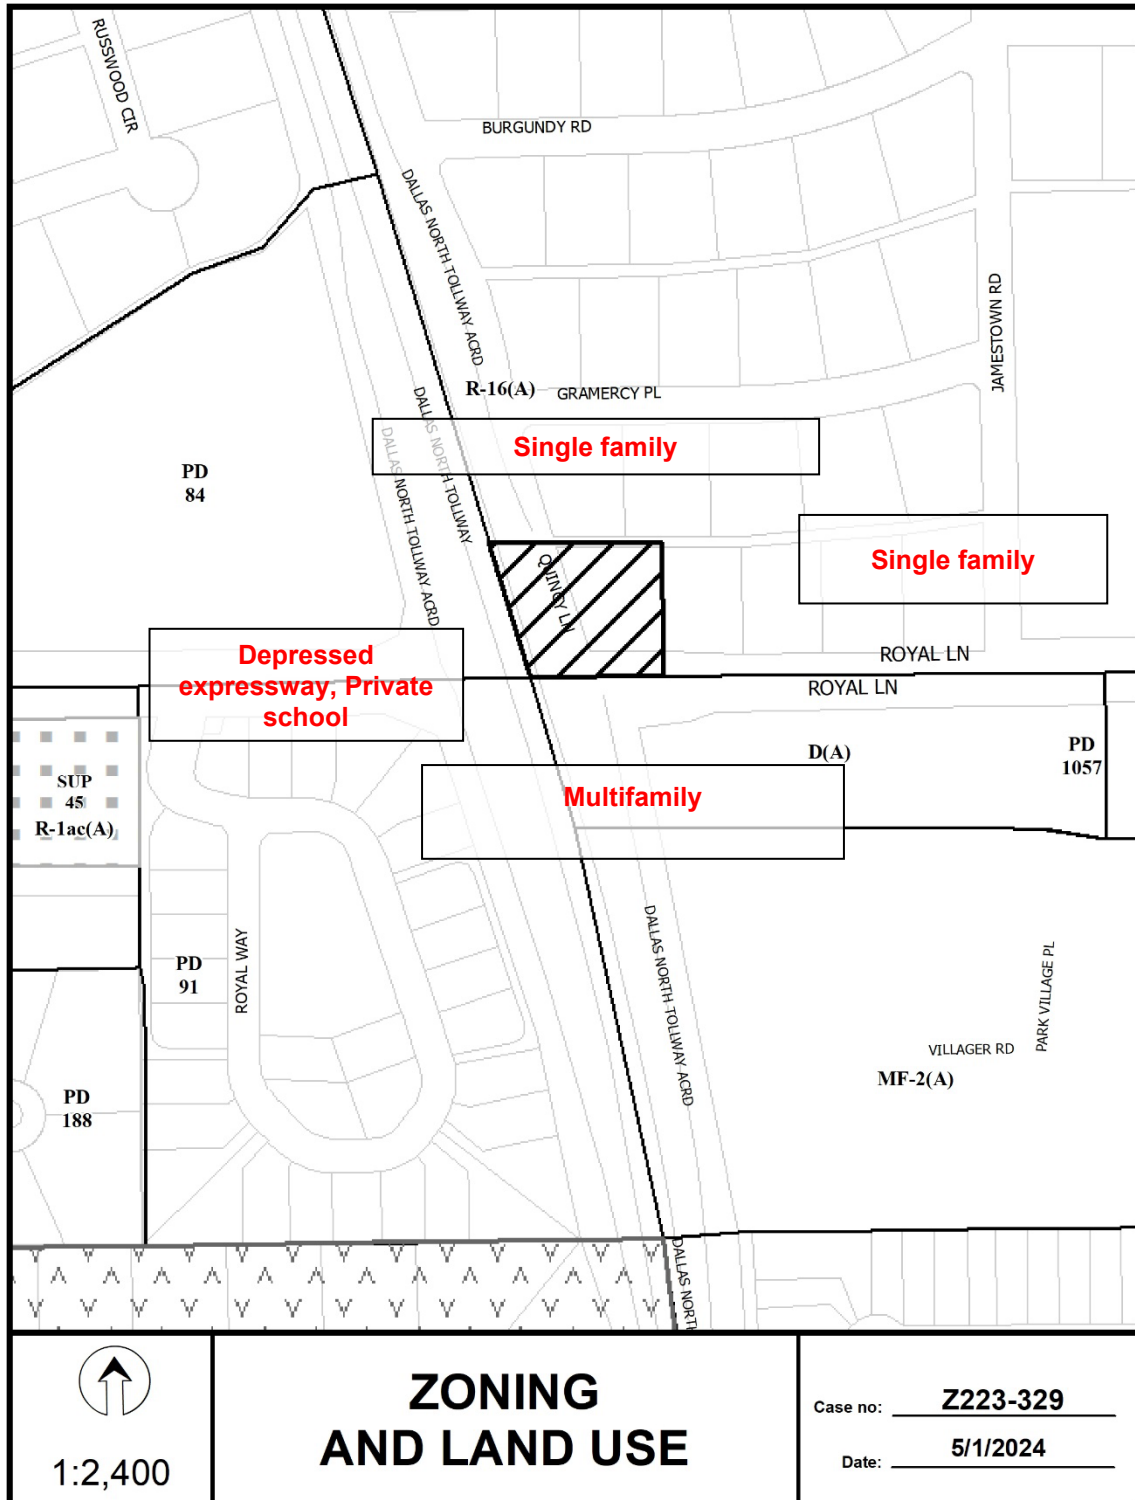 RUSSWOOD CIR
BURGUNDY RD
DALLAS NORTH TOLLWAY ACRD
JAMESTOWN RD
R-16(A)
GRAMERCY PL
DALLAS NORTH TOLLWAY
DALLAS NORTH TOLLWAY ACRD
Single family
PD
84
Single family
QUINCY LN
Depressed
expressway, Private
school
ROYAL LN
ROYAL LN
D(A)
PD
1057
SUP
45
R-1ac(A)
Multifamily
PD
91
ROYAL WAY
DALLAS NORTH TOLLWAY ACRD
PARK VILLAGE PL
VILLAGER RD
MF-2(A)
PD
188
DALLAS NORTH
1:2,400
ZONING
AND LAND USE
Case no: Z223-329
Date: 5/1/2024